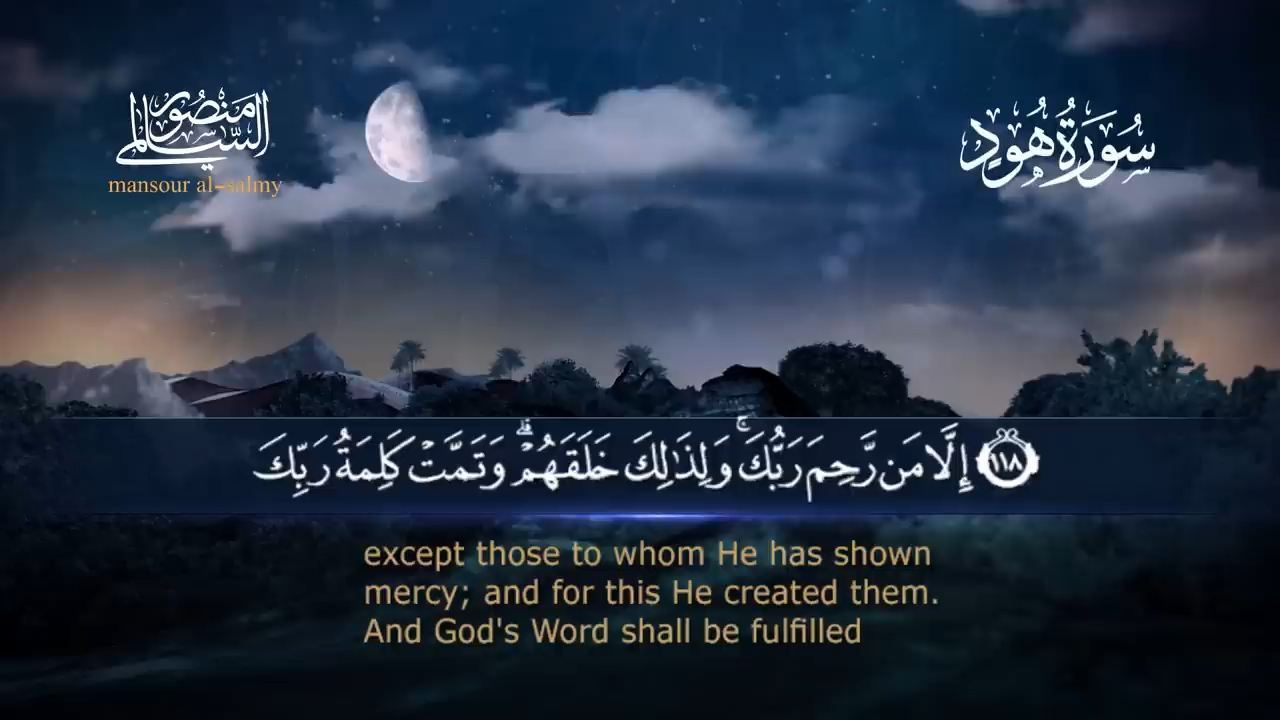 منصور السالمي
mansour al-salmy
سُورَةُ هُودٍ
١١٨ إِلَّا مَن رَّحِمَ رَبُّكَ ۚ وَلِذَٰلِكَ خَلَقَهُمْ ۗ وَتَمَّتْ كَلِمَةُ رَبِّكَ
except those to whom He has shown
mercy; and for this He created them.
And God's Word shall be fulfilled